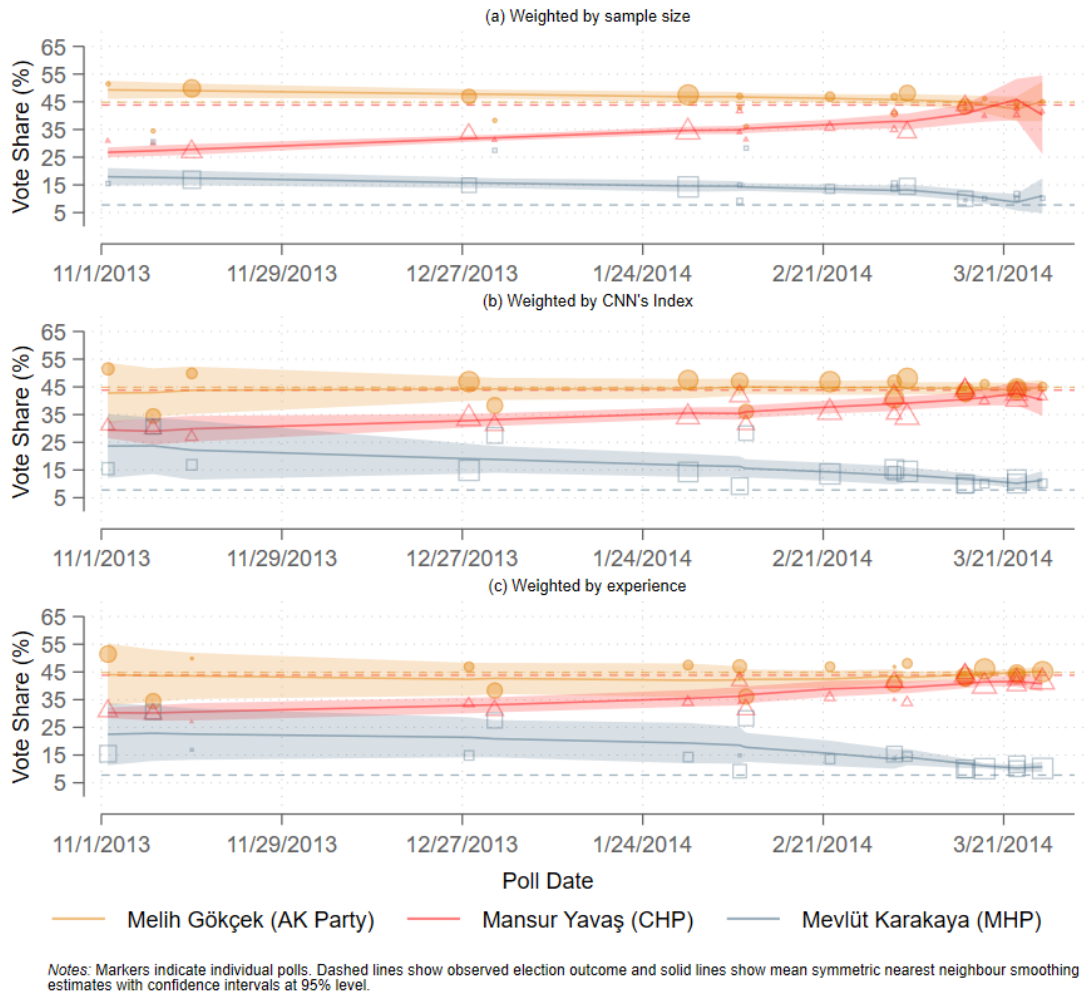 (a) Weighted by sample size
Vote Share (%)
65
55
45
35
25
15
5
11/1/2013 11/29/2013 12/27/2013 1/24/2014 2/21/2014 3/21/2014
(b) Weighted by CNN's Index
Vote Share (%)
65
55
45
35
25
15
5
11/1/2013 11/29/2013 12/27/2013 1/24/2014 2/21/2014 3/21/2014
(c) Weighted by experience
Vote Share (%)
65
55
45
35
25
15
5
11/1/2013 11/29/2013 12/27/2013 1/24/2014 2/21/2014 3/21/2014
Poll Date
Melih Gökçek (AK Party) Mansur Yavaş (CHP) Mevlüt Karakaya (MHP)
Notes: Markers indicate individual polls. Dashed lines show observed election outcome and solid lines show mean symmetric nearest neighbour smoothing
estimates with confidence intervals at 95% level.